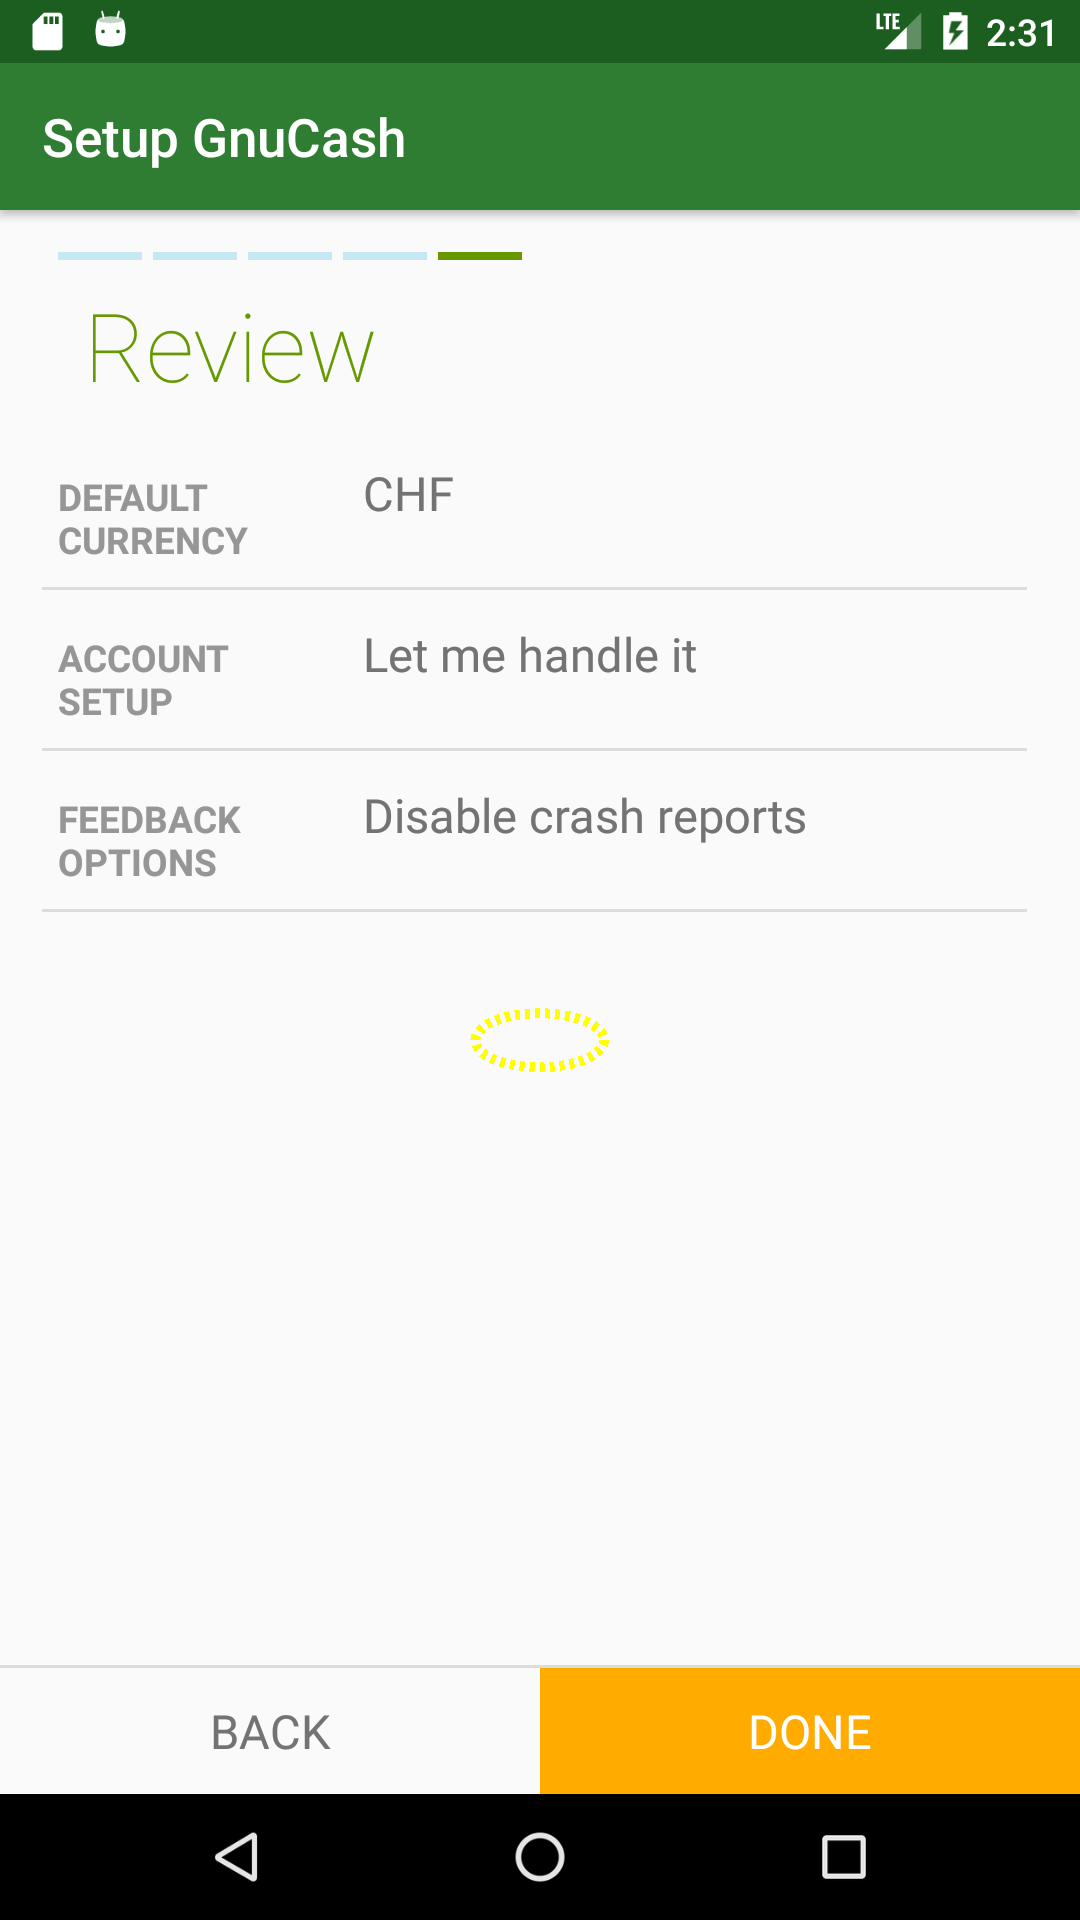 LTE 2:31
Setup GnuCash
Review
DEFAULT CURRENCY
CHF
ACCOUNT SETUP
Let me handle it
FEEDBACK OPTIONS
Disable crash reports
BACK
DONE